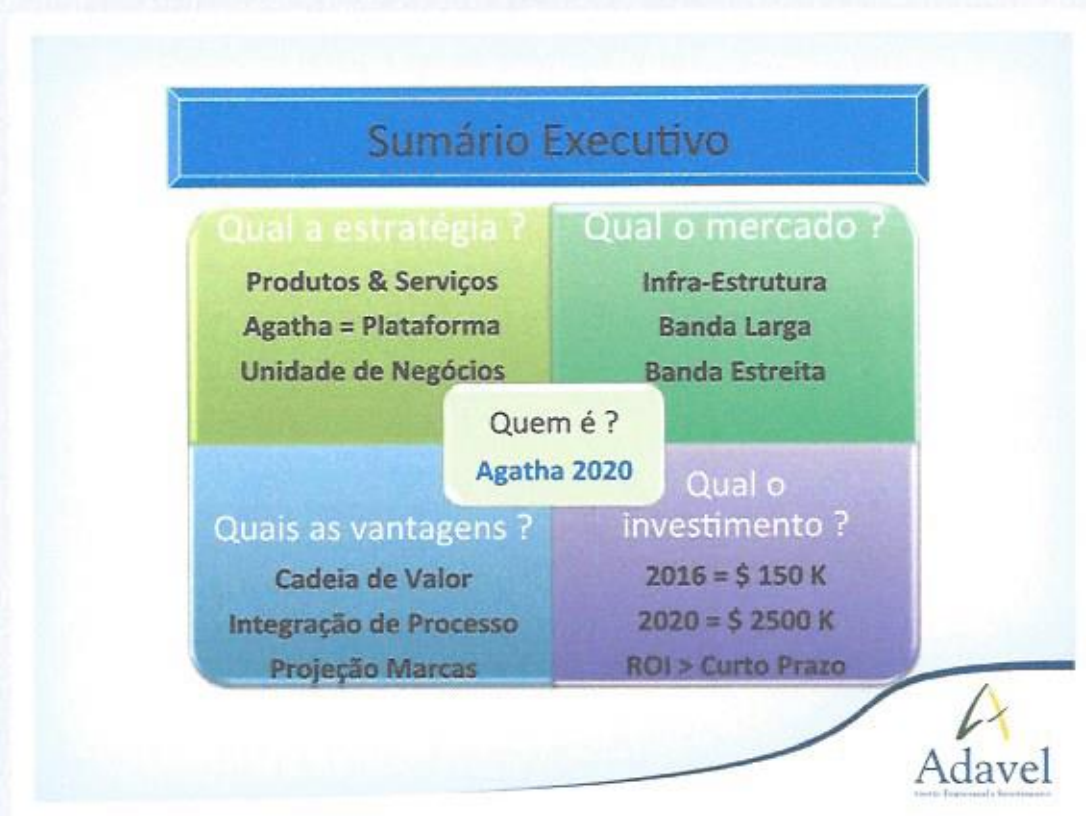 Sumário Executivo
Qual a estratégia ?
Produtos & Serviços
Agatha = Plataforma
Unidade de Negócios
Qual o mercado ?
Infra-Estrutura
Banda Larga
Banda Estreita
Quem é ?
Agatha 2020
Quais as vantagens ?
Cadeia de Valor
Integração de Processo
Projeção Marcas
Qual o
investimento ?
2016 = $ 150 K
2020 = $ 2500 K
ROI > Curto Prazo
Adavel